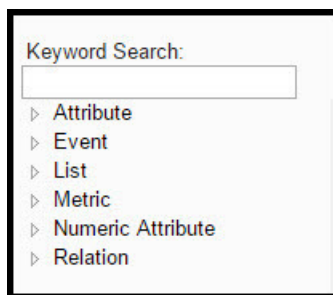 Keyword Search:
Attribute
Event
List
Metric
Numeric Attribute
Relation